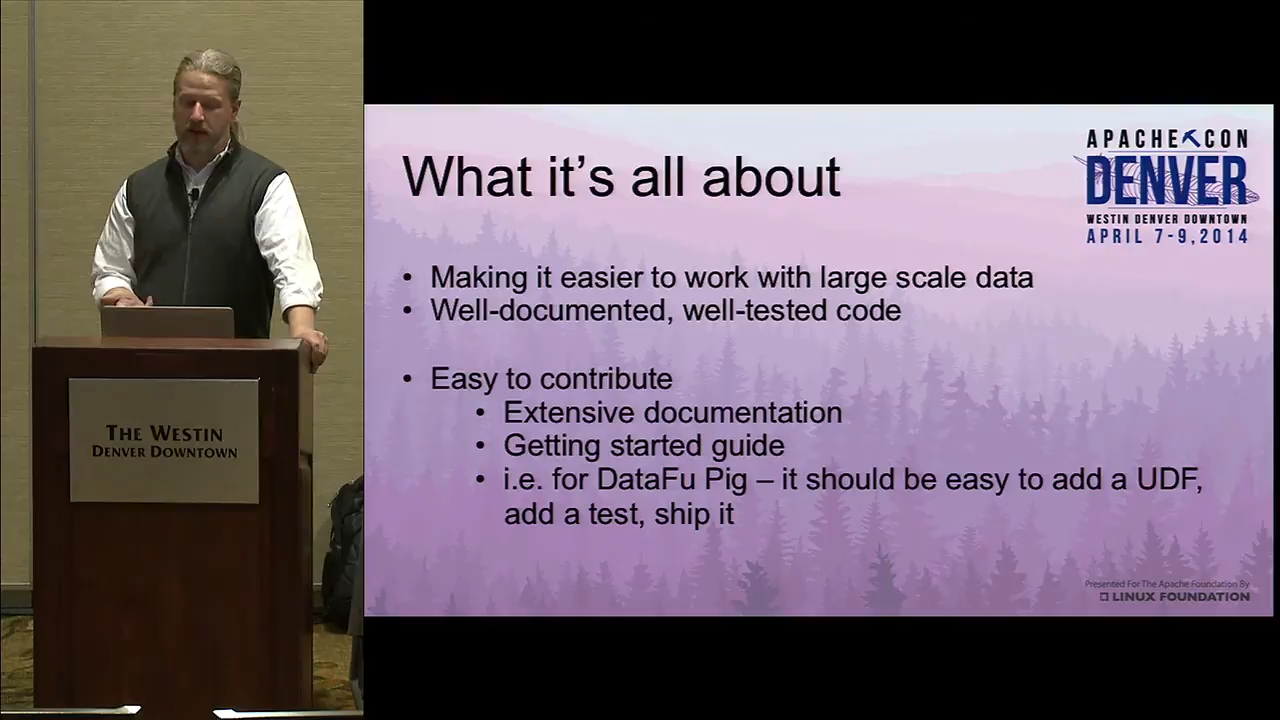 THE WESTIN
DENVER DOWNTOWN
What it's all about
APACHE CON
DENVER
WESTIN DENVER DOWNTOWN
APRIL 7-9, 2014
• Making it easier to work with large scale data
• Well-documented, well-tested code
• Easy to contribute
• Extensive documentation
• Getting started guide
• i.e. for DataFu Pig – it should be easy to add a UDF,
add a test, ship it
Presented For The Apache Foundation By
LINUX FOUNDATION